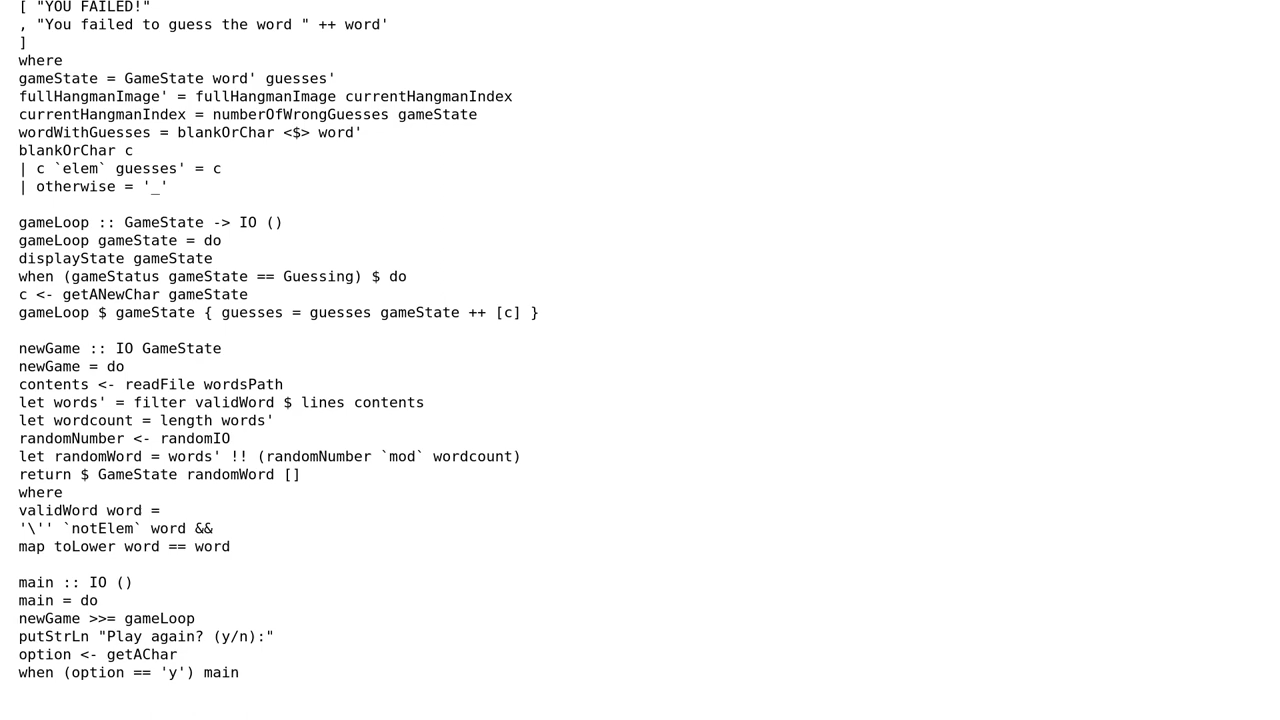 [ "YOU FAILED!"
, "You failed to guess the word " ++ word'
]
where
gameState = GameState word' guesses'
fullHangmanImage' = fullHangmanImage currentHangmanIndex
currentHangmanIndex = numberOfWrongGuesses gameState
wordWithGuesses = blankOrChar <$> word'
blankOrChar c
| c `elem` guesses' = c
| otherwise = '_'

gameLoop :: GameState -> IO ()
gameLoop gameState = do
displayState gameState
when (gameStatus gameState == Guessing) $ do
c <- getANewChar gameState
gameLoop $ gameState { guesses = guesses gameState ++ [c] }

newGame :: IO GameState
newGame = do
contents <- readFile wordsPath
let words' = filter validWord $ lines contents
let wordcount = length words'
randomNumber <- randomIO
let randomWord = words' !! (randomNumber `mod` wordcount)
return $ GameState randomWord []
where
validWord word =
'\'' `notElem` word &&
map toLower word == word

main :: IO ()
main = do
newGame >>= gameLoop
putStrLn "Play again? (y/n):"
option <- getAChar
when (option == 'y') main